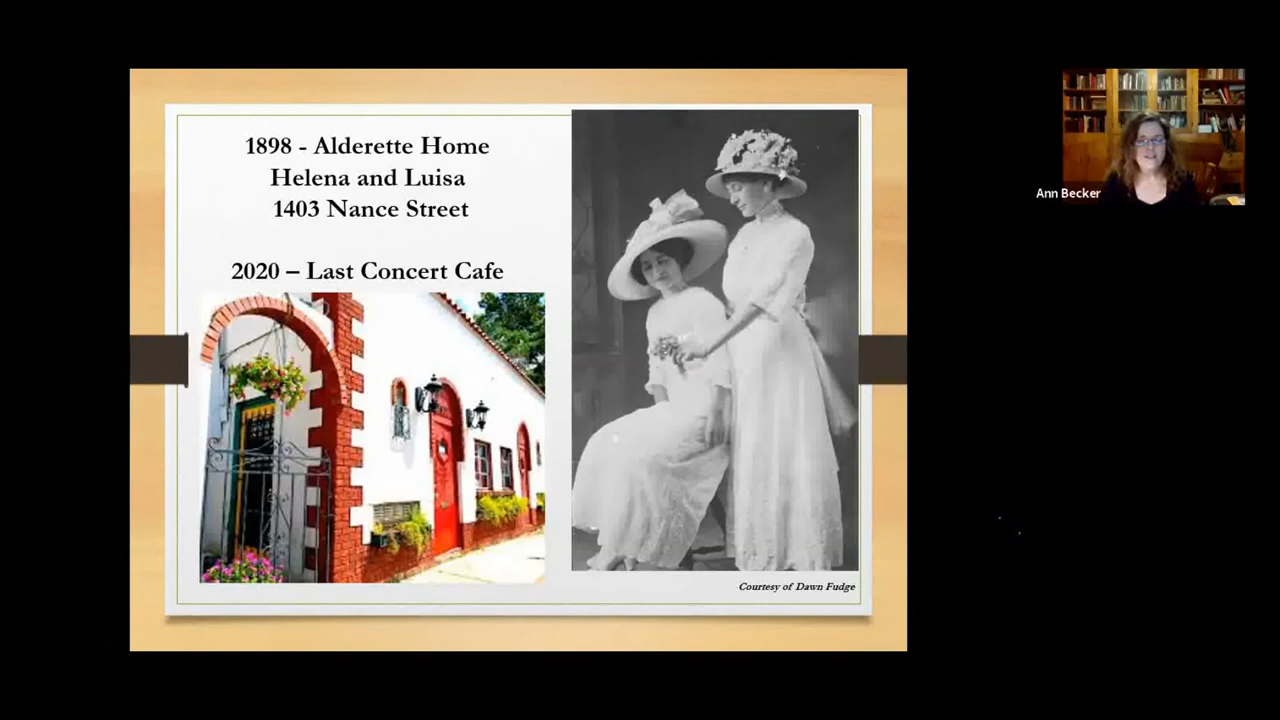 1898 - Alderette Home
Helena and Luisa
1403 Nance Street
2020 – Last Concert Cafe
Courtesy of Dawn Fudge
Ann Becker